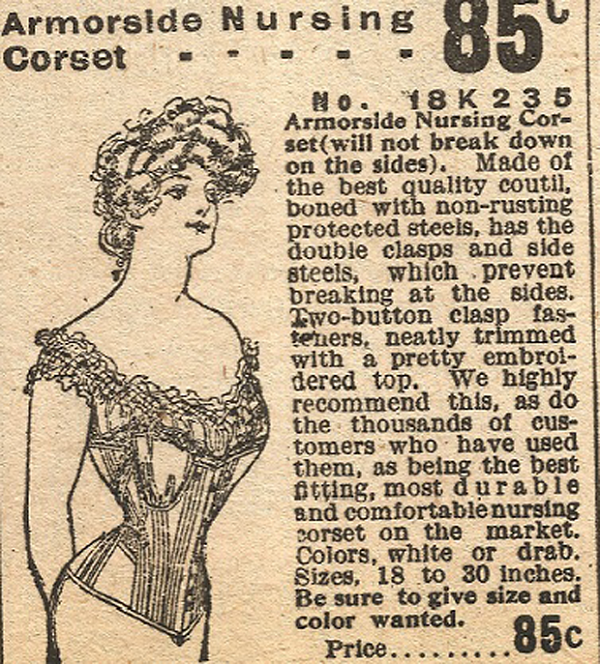 Armorside Nursing
Corset - - - - - 85c
No. 18K235
Armorside Nursing Cor-
set(will not break down
on the sides). Made of
the best quality coutil,
boned with non-rusting
protected steels, has the
double clasps and side
steels, which prevent
breaking at the sides.
Two-button clasp fas-
teners, neatly trimmed
with a pretty embroi-
dered top. We highly
recommend this, as do
the thousands of cus-
tomers who have used
them, as being the best
fitting, most durable
and comfortable nursing
corset on the market.
Colors, white or drab.
Sizes, 18 to 30 inches.
Be sure to give size and
color wanted.
Price.........85c